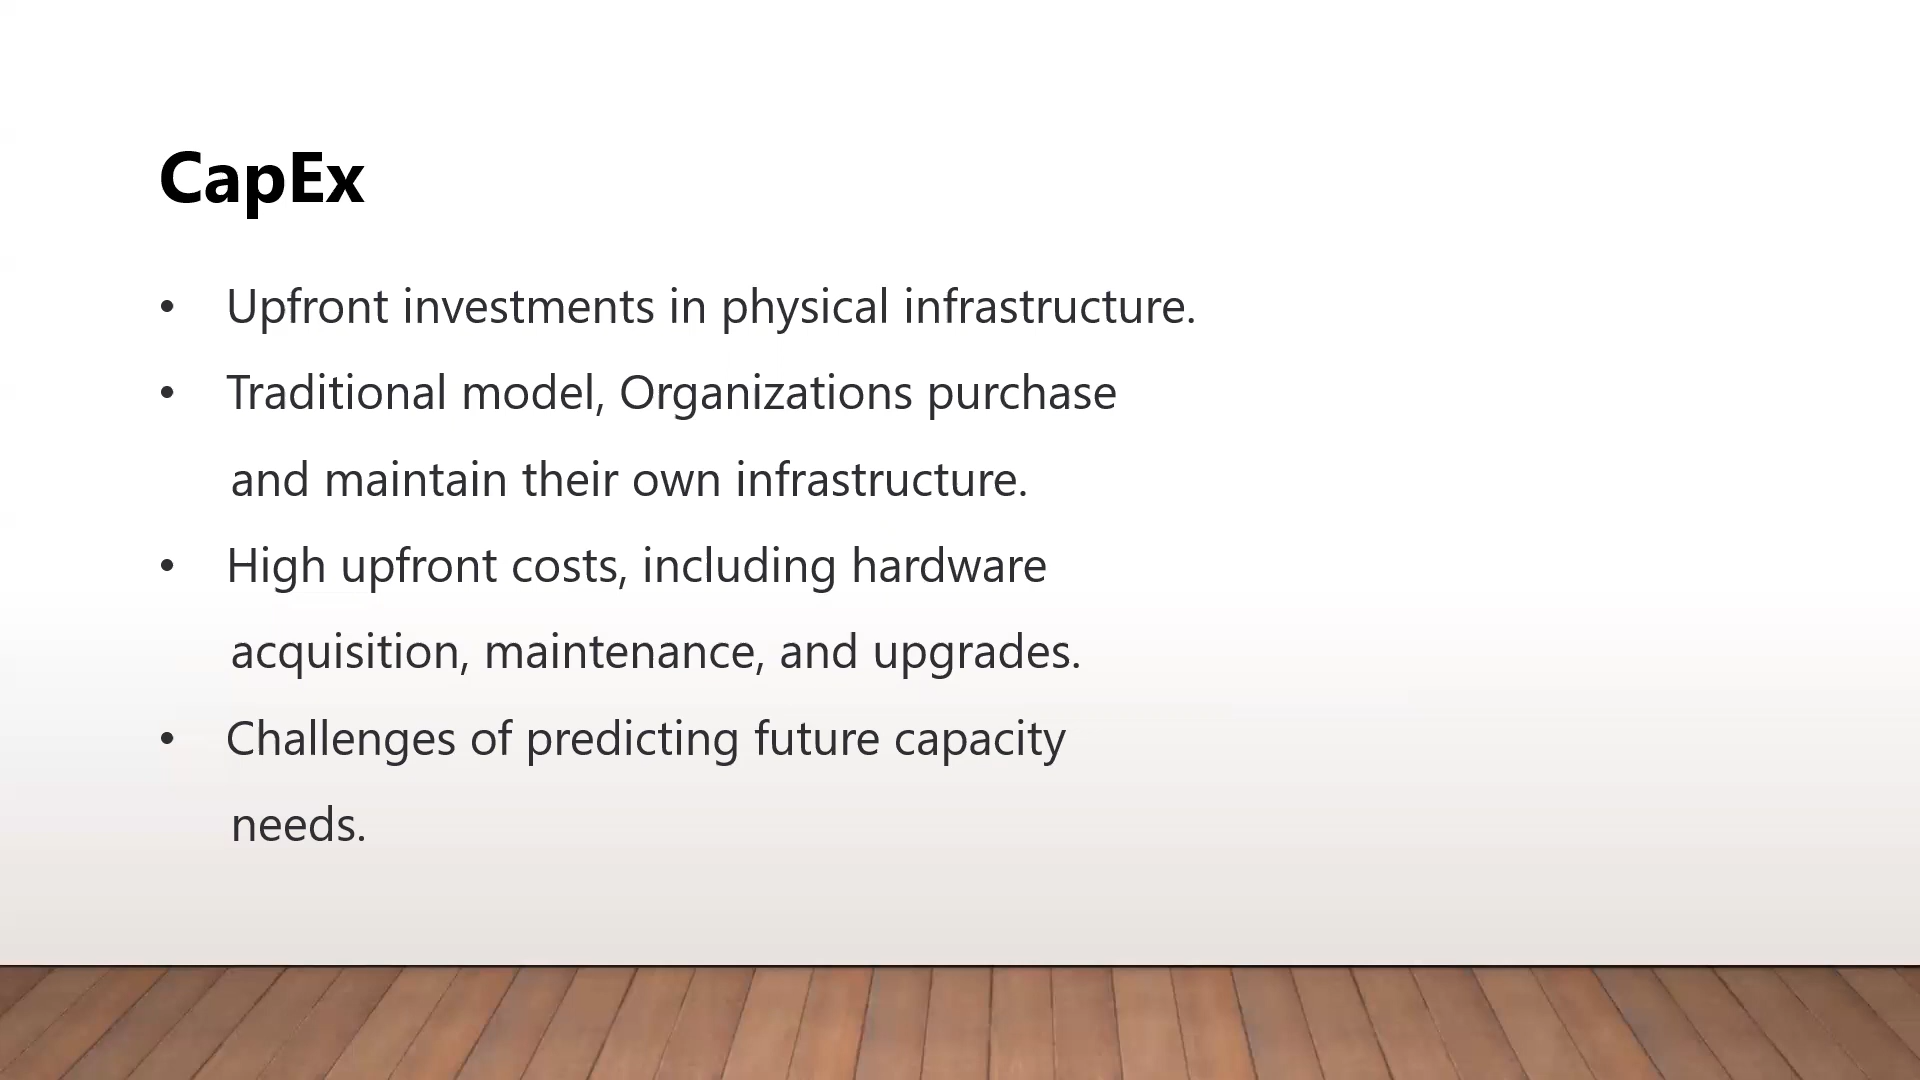 CapEx
• Upfront investments in physical infrastructure.
• Traditional model, Organizations purchase
and maintain their own infrastructure.
• High upfront costs, including hardware
acquisition, maintenance, and upgrades.
• Challenges of predicting future capacity
needs.